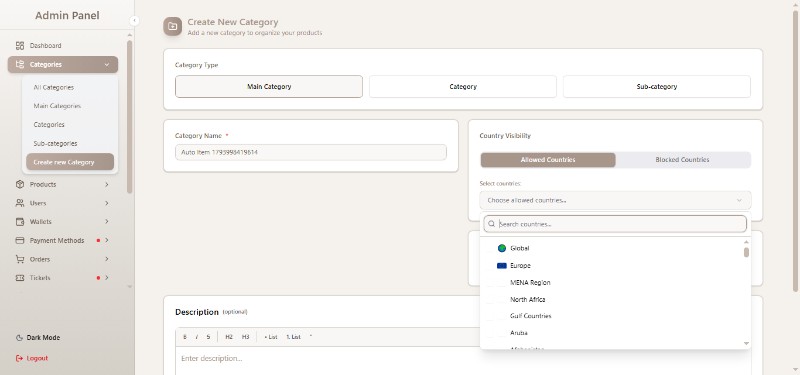 Admin Panel
Dashboard
Categories
All Categories
Main Categories
Categories
Sub-categories
Create new Category
Products
Users
Wallets
Payment Methods
Orders
Tickets
Dark Mode
Logout
Create New Category
Add a new category to organize your products
Category Type
Main Category
Category
Sub-category
Category Name *
Auto Item 1793998419614
Country Visibility
Allowed Countries
Blocked Countries
Select countries:
Choose allowed countries...
Search countries...
Global
Europe
MENA Region
North Africa
Gulf Countries
Aruba
Afghanistan
Description (optional)
B I S H2 H3 • List 1. List "
Enter description...